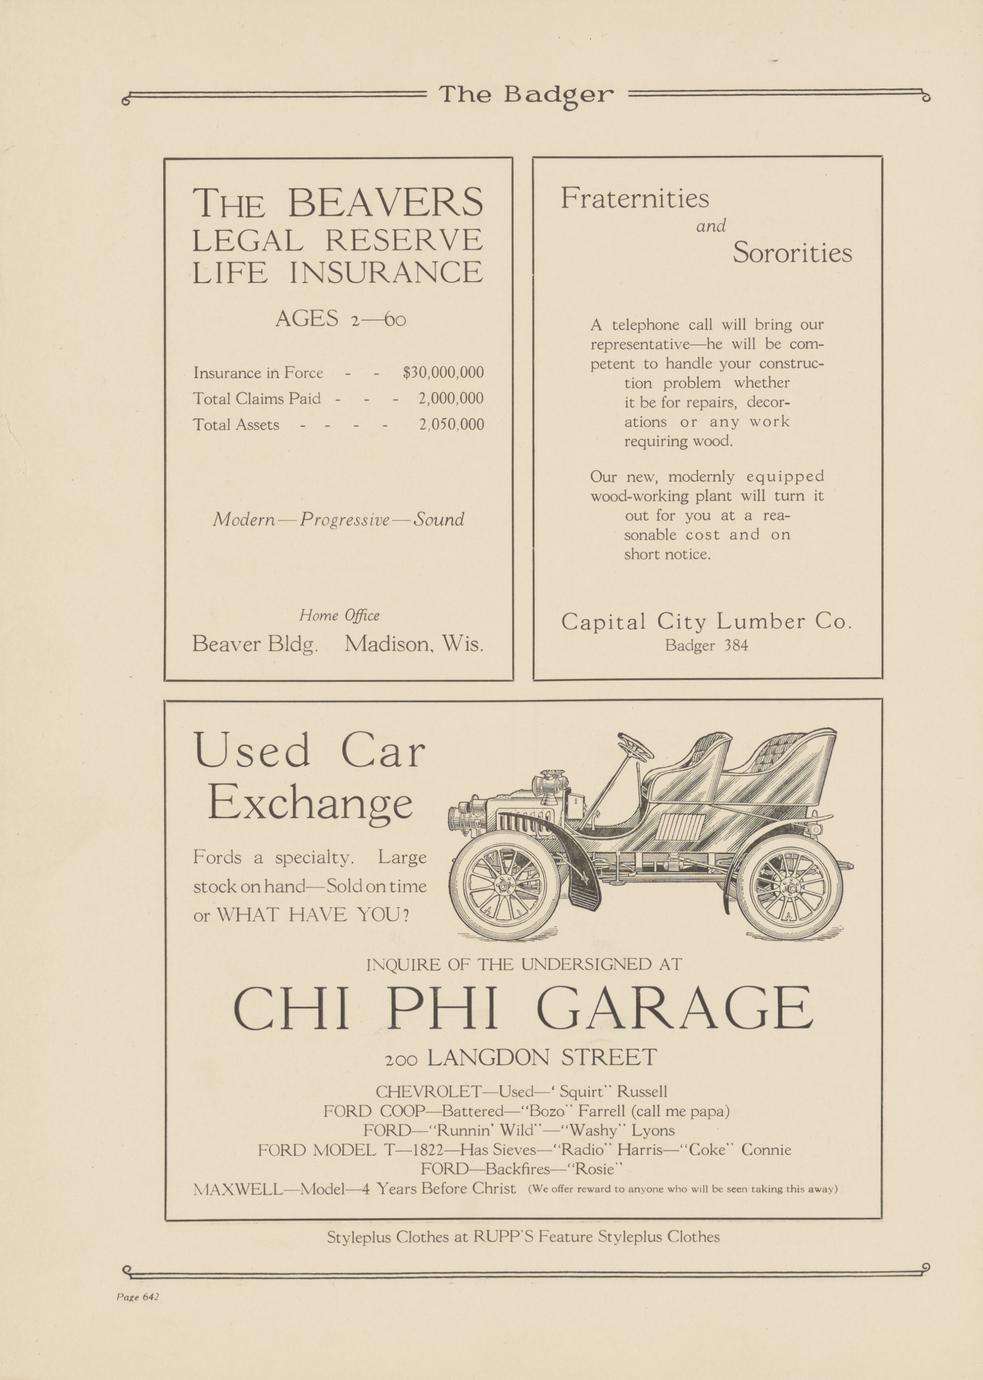 The Badger
THE BEAVERS
LEGAL RESERVE
LIFE INSURANCE
AGES 2—60
Insurance in Force - - $30,000,000
Total Claims Paid - - - 2,000,000
Total Assets - - - - 2,050,000
Modern—Progressive—Sound
Home Office
Beaver Bldg. Madison, Wis.
Fraternities
and
Sororities
A telephone call will bring our
representative—he will be com-
petent to handle your construc-
tion problem whether
it be for repairs, decor-
ations or any work
requiring wood.
Our new, modernly equipped
wood-working plant will turn it
out for you at a rea-
sonable cost and on
short notice.
Capital City Lumber Co.
Badger 384
Used Car
Exchange
Fords a specialty. Large
stock on hand—Sold on time
or WHAT HAVE YOU?
INQUIRE OF THE UNDERSIGNED AT
CHI PHI GARAGE
200 LANGDON STREET
CHEVROLET—Used—‘Squirt” Russell
FORD COOP—Battered—“Bozo” Farrell (call me papa)
FORD—“Runnin’ Wild”—“Washy” Lyons
FORD MODEL T—1822—Has Sieves—“Radio” Harris—“Coke” Connie
FORD—Backfires—“Rosie”
MAXWELL—Model—4 Years Before Christ (We offer reward to anyone who will be seen taking this away)
Styleplus Clothes at RUPP'S Feature Styleplus Clothes
Page 642